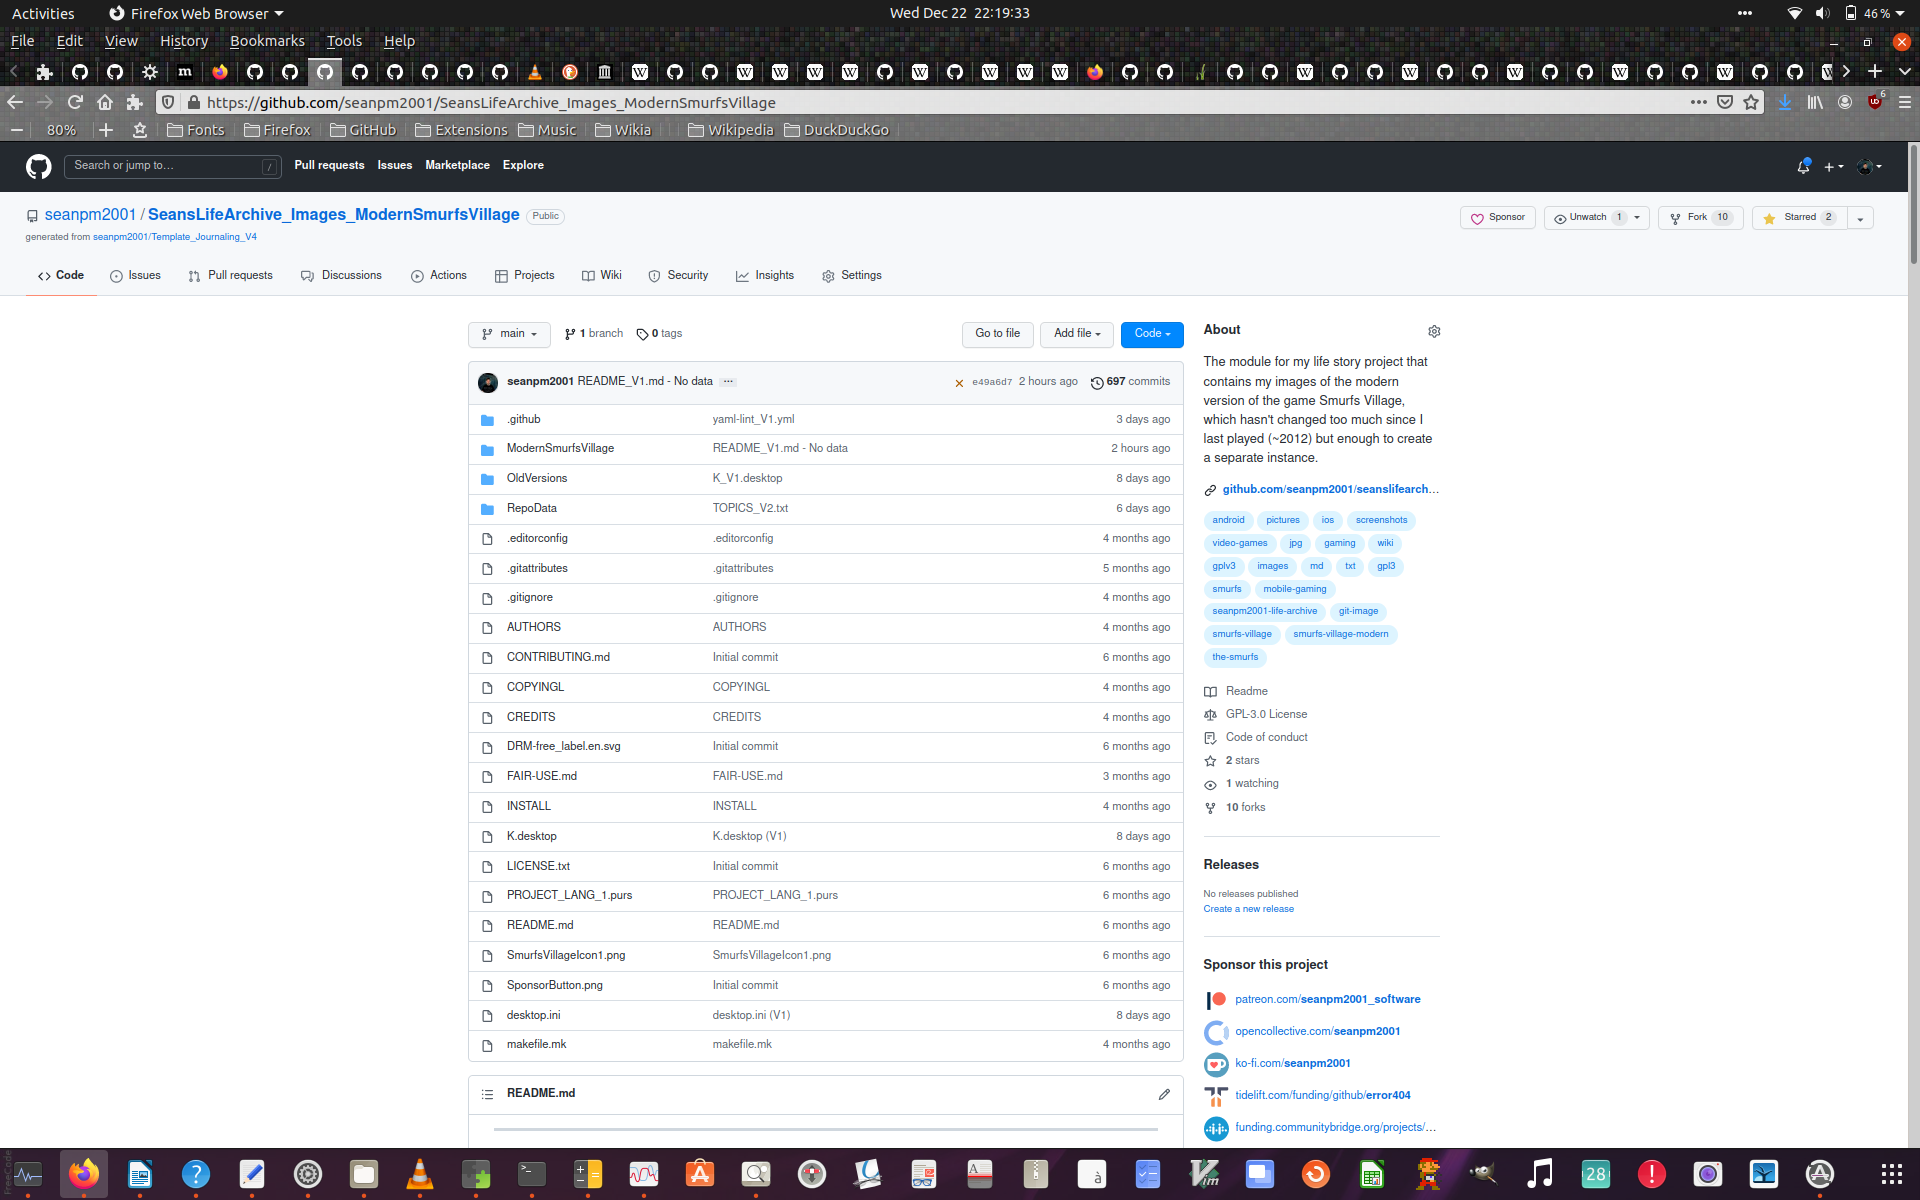 Activities Firefox Web Browser Wed Dec 22 22:19:33 46 %
File Edit View History Bookmarks Tools Help
https://github.com/seanpm2001/SeansLifeArchive_Images_ModernSmurfsVillage 6
80% Fonts Firefox GitHub Extensions Music Wikia Wikipedia DuckDuckGo
Search or jump to… / Pull requests Issues Marketplace Explore
seanpm2001 / SeansLifeArchive_Images_ModernSmurfsVillage Public Sponsor Unwatch 1 Fork 10 Starred 2
generated from seanpm2001/Template_Journaling_V4
Code Issues Pull requests Discussions Actions Projects Wiki Security Insights Settings
main 1 branch 0 tags Go to file Add file Code
seanpm2001 README_V1.md - No data ... e49a6d7 2 hours ago 697 commits
.github yaml-lint_V1.yml 3 days ago
ModernSmurfsVillage README_V1.md - No data 2 hours ago
OldVersions K_V1.desktop 8 days ago
RepoData TOPICS_V2.txt 6 days ago
.editorconfig .editorconfig 4 months ago
.gitattributes .gitattributes 5 months ago
.gitignore .gitignore 4 months ago
AUTHORS AUTHORS 4 months ago
CONTRIBUTING.md Initial commit 6 months ago
COPYINGL COPYINGL 4 months ago
CREDITS CREDITS 4 months ago
DRM-free_label.en.svg Initial commit 6 months ago
FAIR-USE.md FAIR-USE.md 3 months ago
INSTALL INSTALL 4 months ago
K.desktop K.desktop (V1) 8 days ago
LICENSE.txt Initial commit 6 months ago
PROJECT_LANG_1.purs PROJECT_LANG_1.purs 6 months ago
README.md README.md 6 months ago
SmurfsVillageIcon1.png SmurfsVillageIcon1.png 6 months ago
SponsorButton.png Initial commit 6 months ago
desktop.ini desktop.ini (V1) 8 days ago
makefile.mk makefile.mk 4 months ago
README.md
About
The module for my life story project that
contains my images of the modern
version of the game Smurfs Village,
which hasn't changed too much since I
last played (~2012) but enough to create
a separate instance.
github.com/seanpm2001/seanslifearch…
android pictures ios screenshots
video-games jpg gaming wiki
gplv3 images md txt gpl3
smurfs mobile-gaming
seanpm2001-life-archive git-image
smurfs-village smurfs-village-modern
the-smurfs
Readme
GPL-3.0 License
Code of conduct
2 stars
1 watching
10 forks
Releases
No releases published
Create a new release
Sponsor this project
patreon.com/seanpm2001_software
opencollective.com/seanpm2001
ko-fi.com/seanpm2001
tidelift.com/funding/github/error404
funding.communitybridge.org/projects/…
28